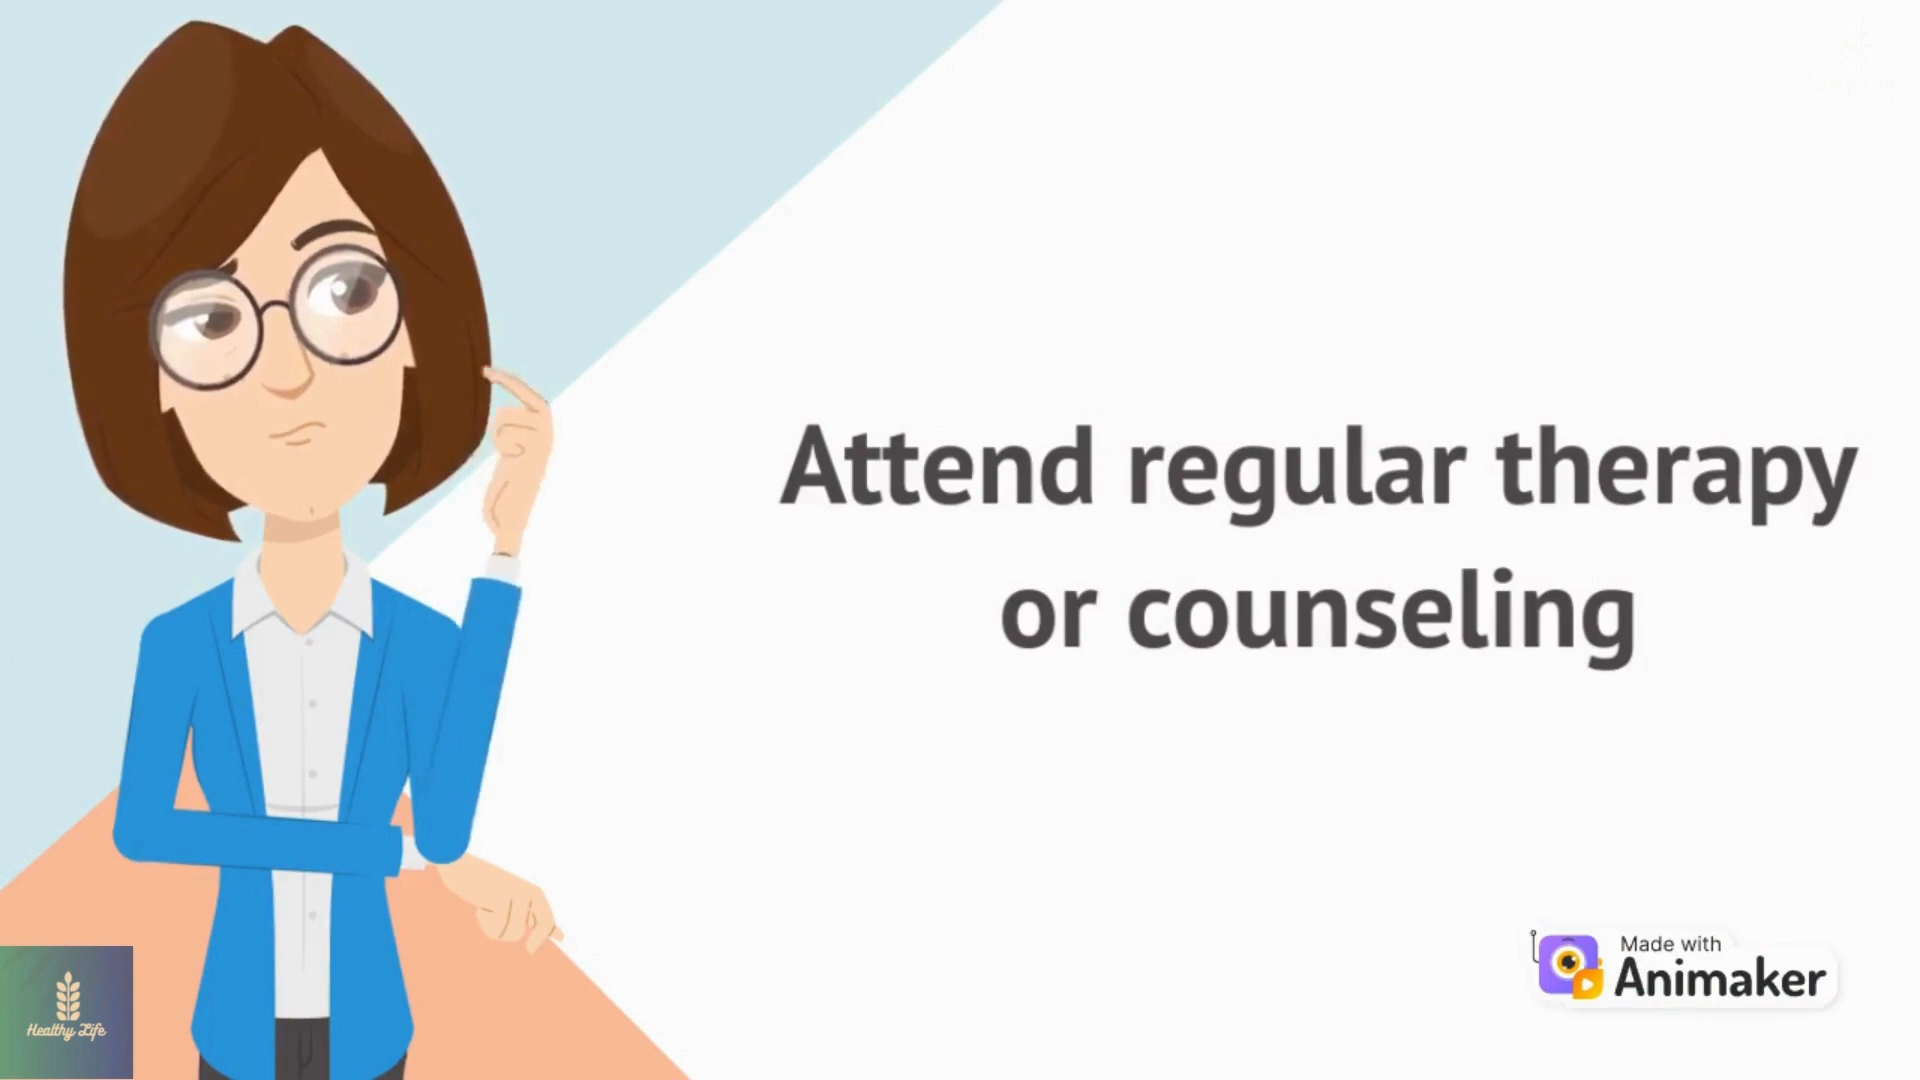 Attend regular therapy
or counseling
Made with
Animaker
Healthy Life